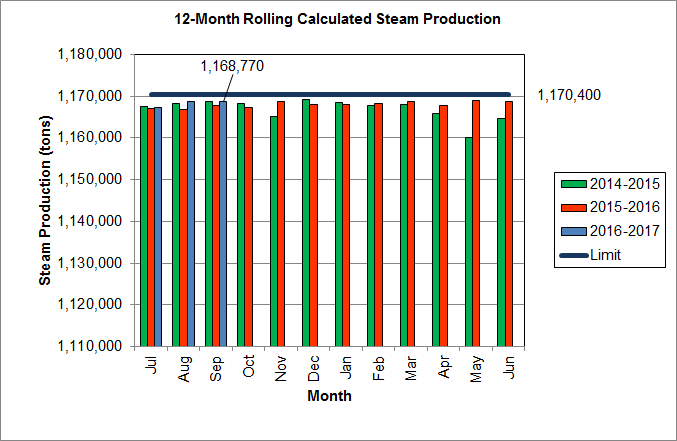 12-Month Rolling Calculated Steam Production
1,180,000
1,170,000
1,160,000
1,150,000
1,140,000
1,130,000
1,120,000
1,110,000
Steam Production (tons)
1,168,770
1,170,400
Jul
Aug
Sep
Oct
Nov
Dec
Jan
Feb
Mar
Apr
May
Jun
Month
2014-2015
2015-2016
2016-2017
Limit